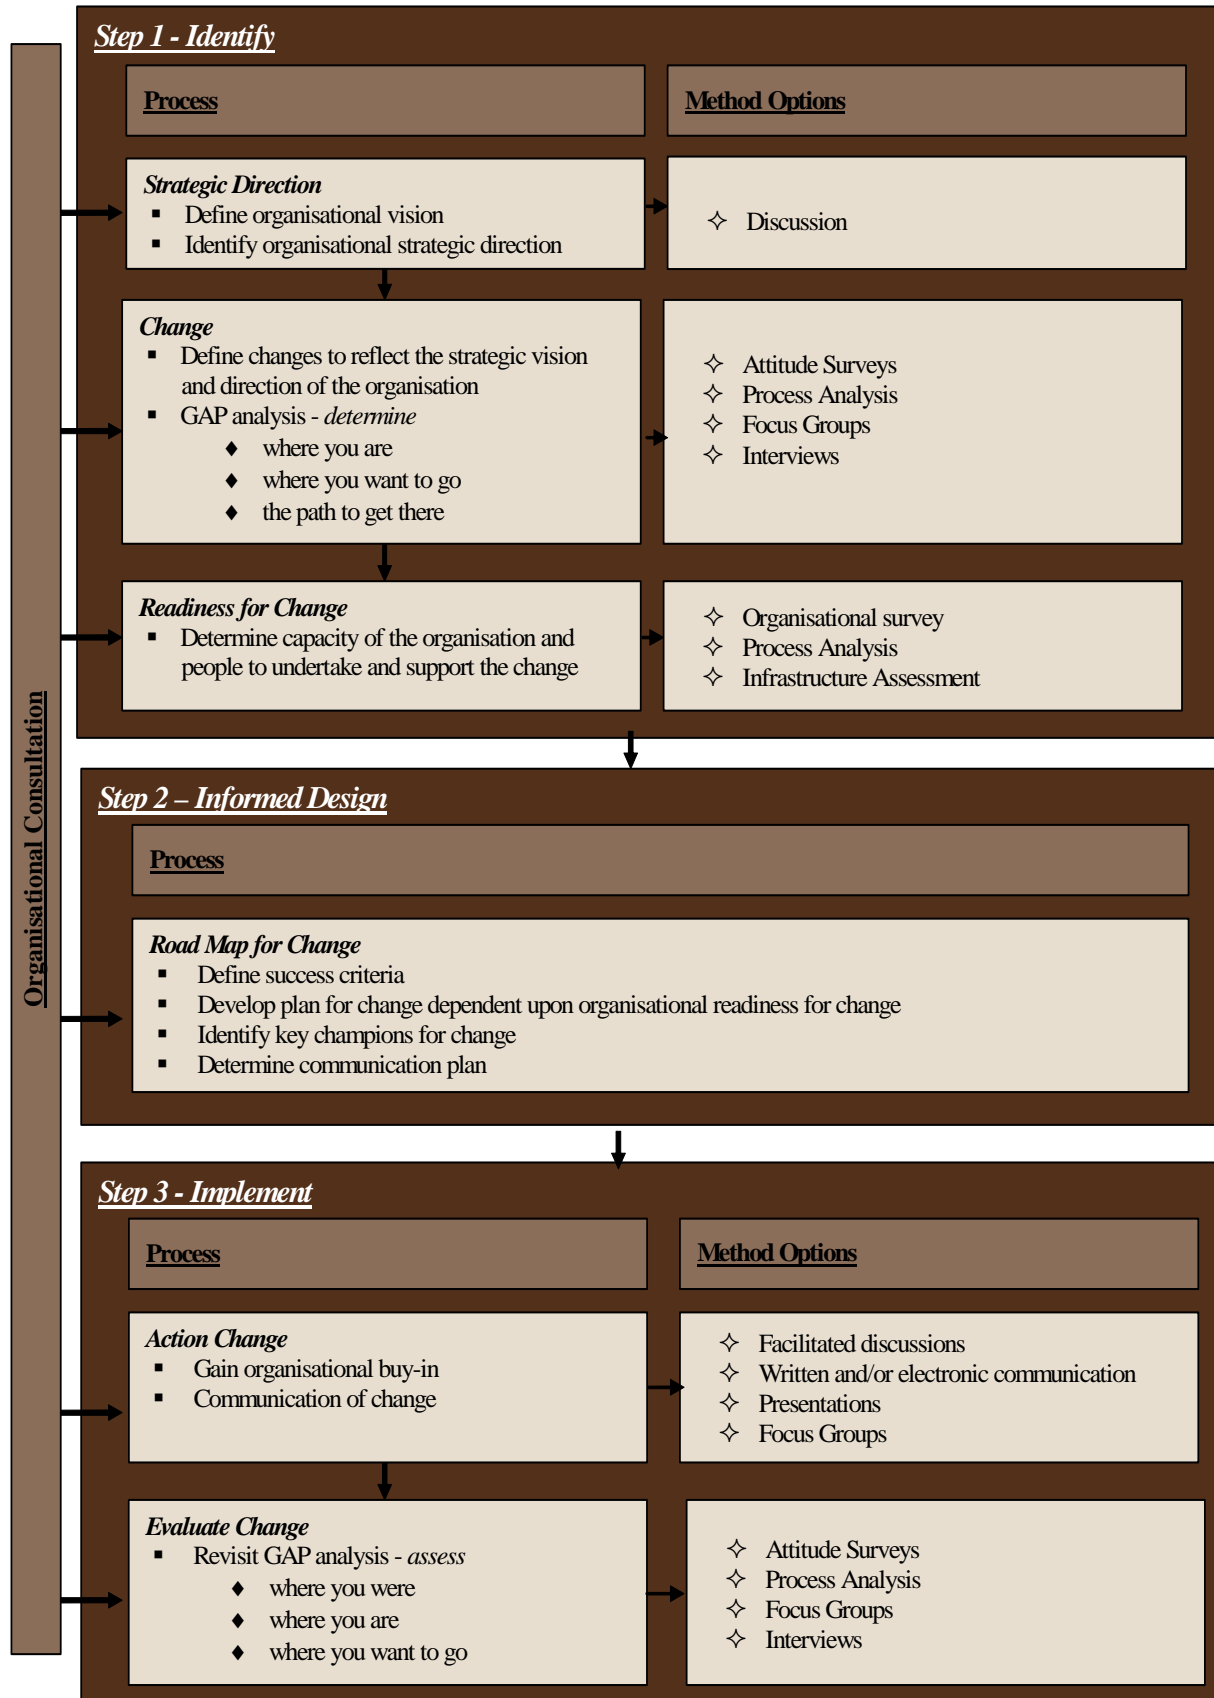 Organisational Consultation
Step 1 - Identify
Process
Method Options
Strategic Direction
▪ Define organisational vision
▪ Identify organisational strategic direction
✧ Discussion
Change
▪ Define changes to reflect the strategic vision
and direction of the organisation
▪ GAP analysis - determine
♦ where you are
♦ where you want to go
♦ the path to get there
✧ Attitude Surveys
✧ Process Analysis
✧ Focus Groups
✧ Interviews
Readiness for Change
▪ Determine capacity of the organisation and
people to undertake and support the change
✧ Organisational survey
✧ Process Analysis
✧ Infrastructure Assessment
Step 2 – Informed Design
Process
Road Map for Change
▪ Define success criteria
▪ Develop plan for change dependent upon organisational readiness for change
▪ Identify key champions for change
▪ Determine communication plan
Step 3 - Implement
Process
Method Options
Action Change
▪ Gain organisational buy-in
▪ Communication of change
✧ Facilitated discussions
✧ Written and/or electronic communication
✧ Presentations
✧ Focus Groups
Evaluate Change
▪ Revisit GAP analysis - assess
♦ where you were
♦ where you are
♦ where you want to go
✧ Attitude Surveys
✧ Process Analysis
✧ Focus Groups
✧ Interviews